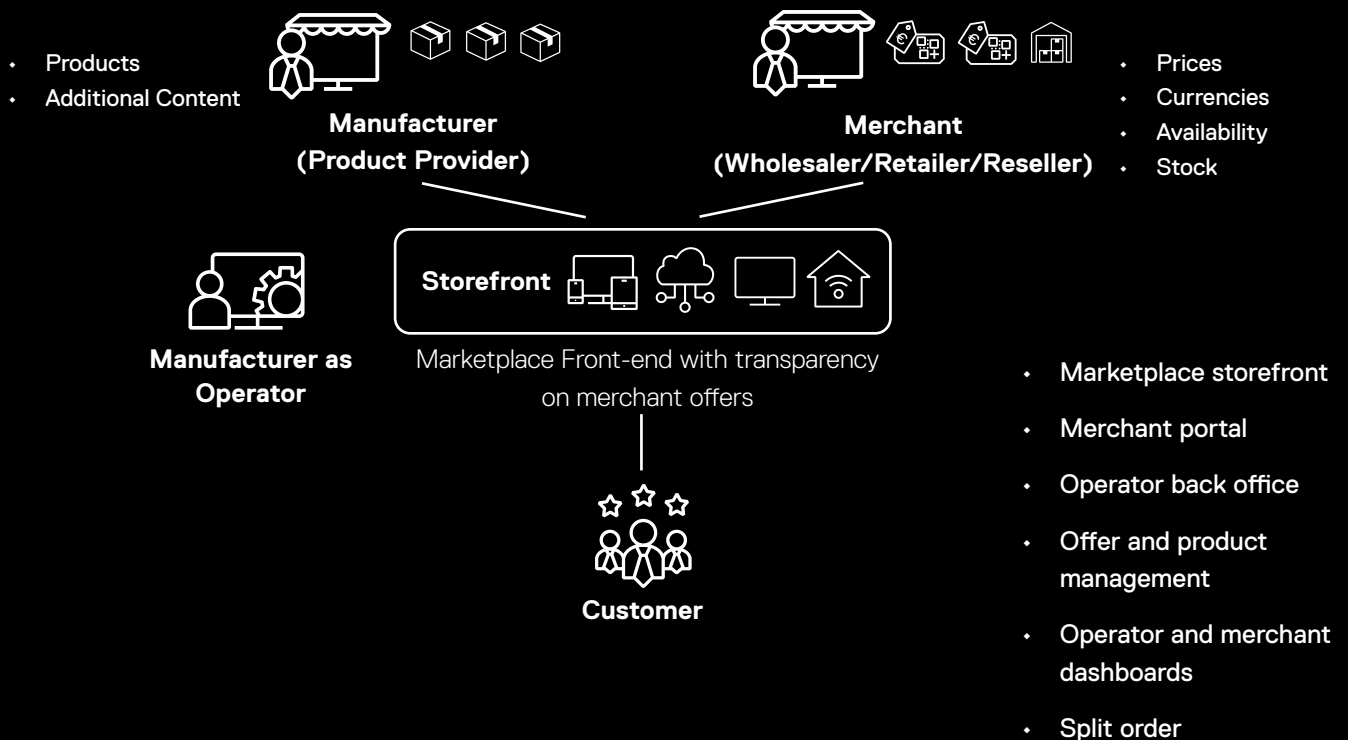 Products
Additional Content
Manufacturer
(Product Provider)
Merchant
(Wholesaler/Retailer/Reseller)
Prices
Currencies
Availability
Stock
Storefront
Manufacturer as
Operator
Marketplace Front-end with transparency
on merchant offers
Customer
Marketplace storefront
Merchant portal
Operator back office
Offer and product
management
Operator and merchant
dashboards
Split order